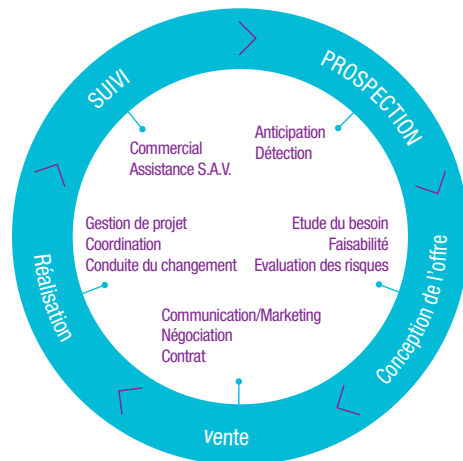 SUIVI
PROSPECTION
Commercial
Assistance S.A.V.
Anticipation
Détection
Gestion de projet
Coordination
Conduite du changement
Etude du besoin
Faisabilité
Evaluation des risques
Réalisation
Conception de l'offre
Communication/Marketing
Négociation
Contrat
vente